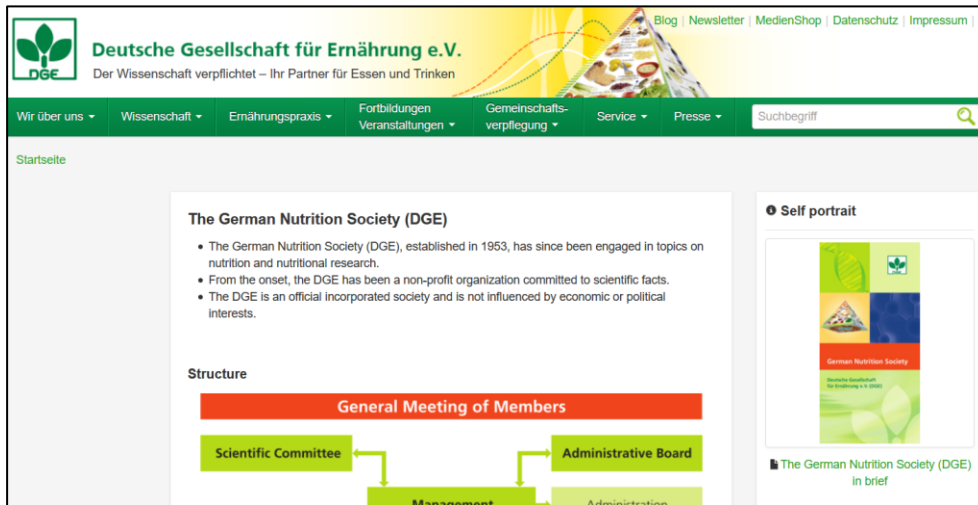 Blog | Newsletter | MedienShop | Datenschutz | Impressum |
DGE
Deutsche Gesellschaft für Ernährung e.V.
Der Wissenschaft verpflichtet – Ihr Partner für Essen und Trinken
Wir über uns
Wissenschaft
Ernährungspraxis
Fortbildungen
Veranstaltungen
Gemeinschafts-
verpflegung
Service
Presse
Suchbegriff
Startseite
The German Nutrition Society (DGE)
• The German Nutrition Society (DGE), established in 1953, has since been engaged in topics on
nutrition and nutritional research.
• From the onset, the DGE has been a non-profit organization committed to scientific facts.
• The DGE is an official incorporated society and is not influenced by economic or political
interests.
Structure
General Meeting of Members
Scientific Committee
Administrative Board
Management
Administration
Self portrait
German Nutrition Society
Deutsche Gesellschaft
für Ernährung e.V. (DGE)
The German Nutrition Society (DGE)
in brief